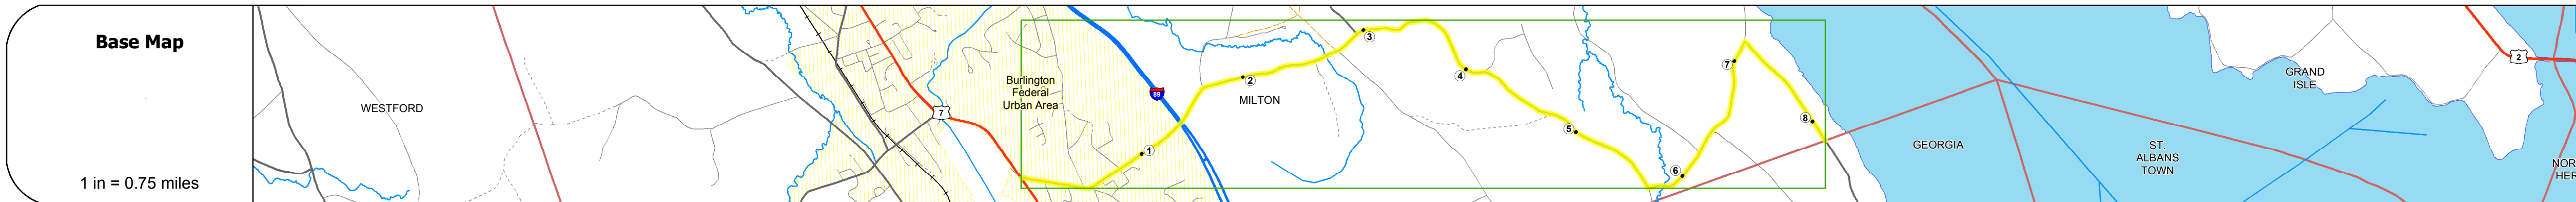 Base Map
1 in = 0.75 miles
WESTFORD
7
Burlington
Federal
Urban Area
89
MILTON
1
2
3
4
5
6
7
8
GEORGIA
ST.
ALBANS
TOWN
GRAND
ISLE
2
NOR
HER